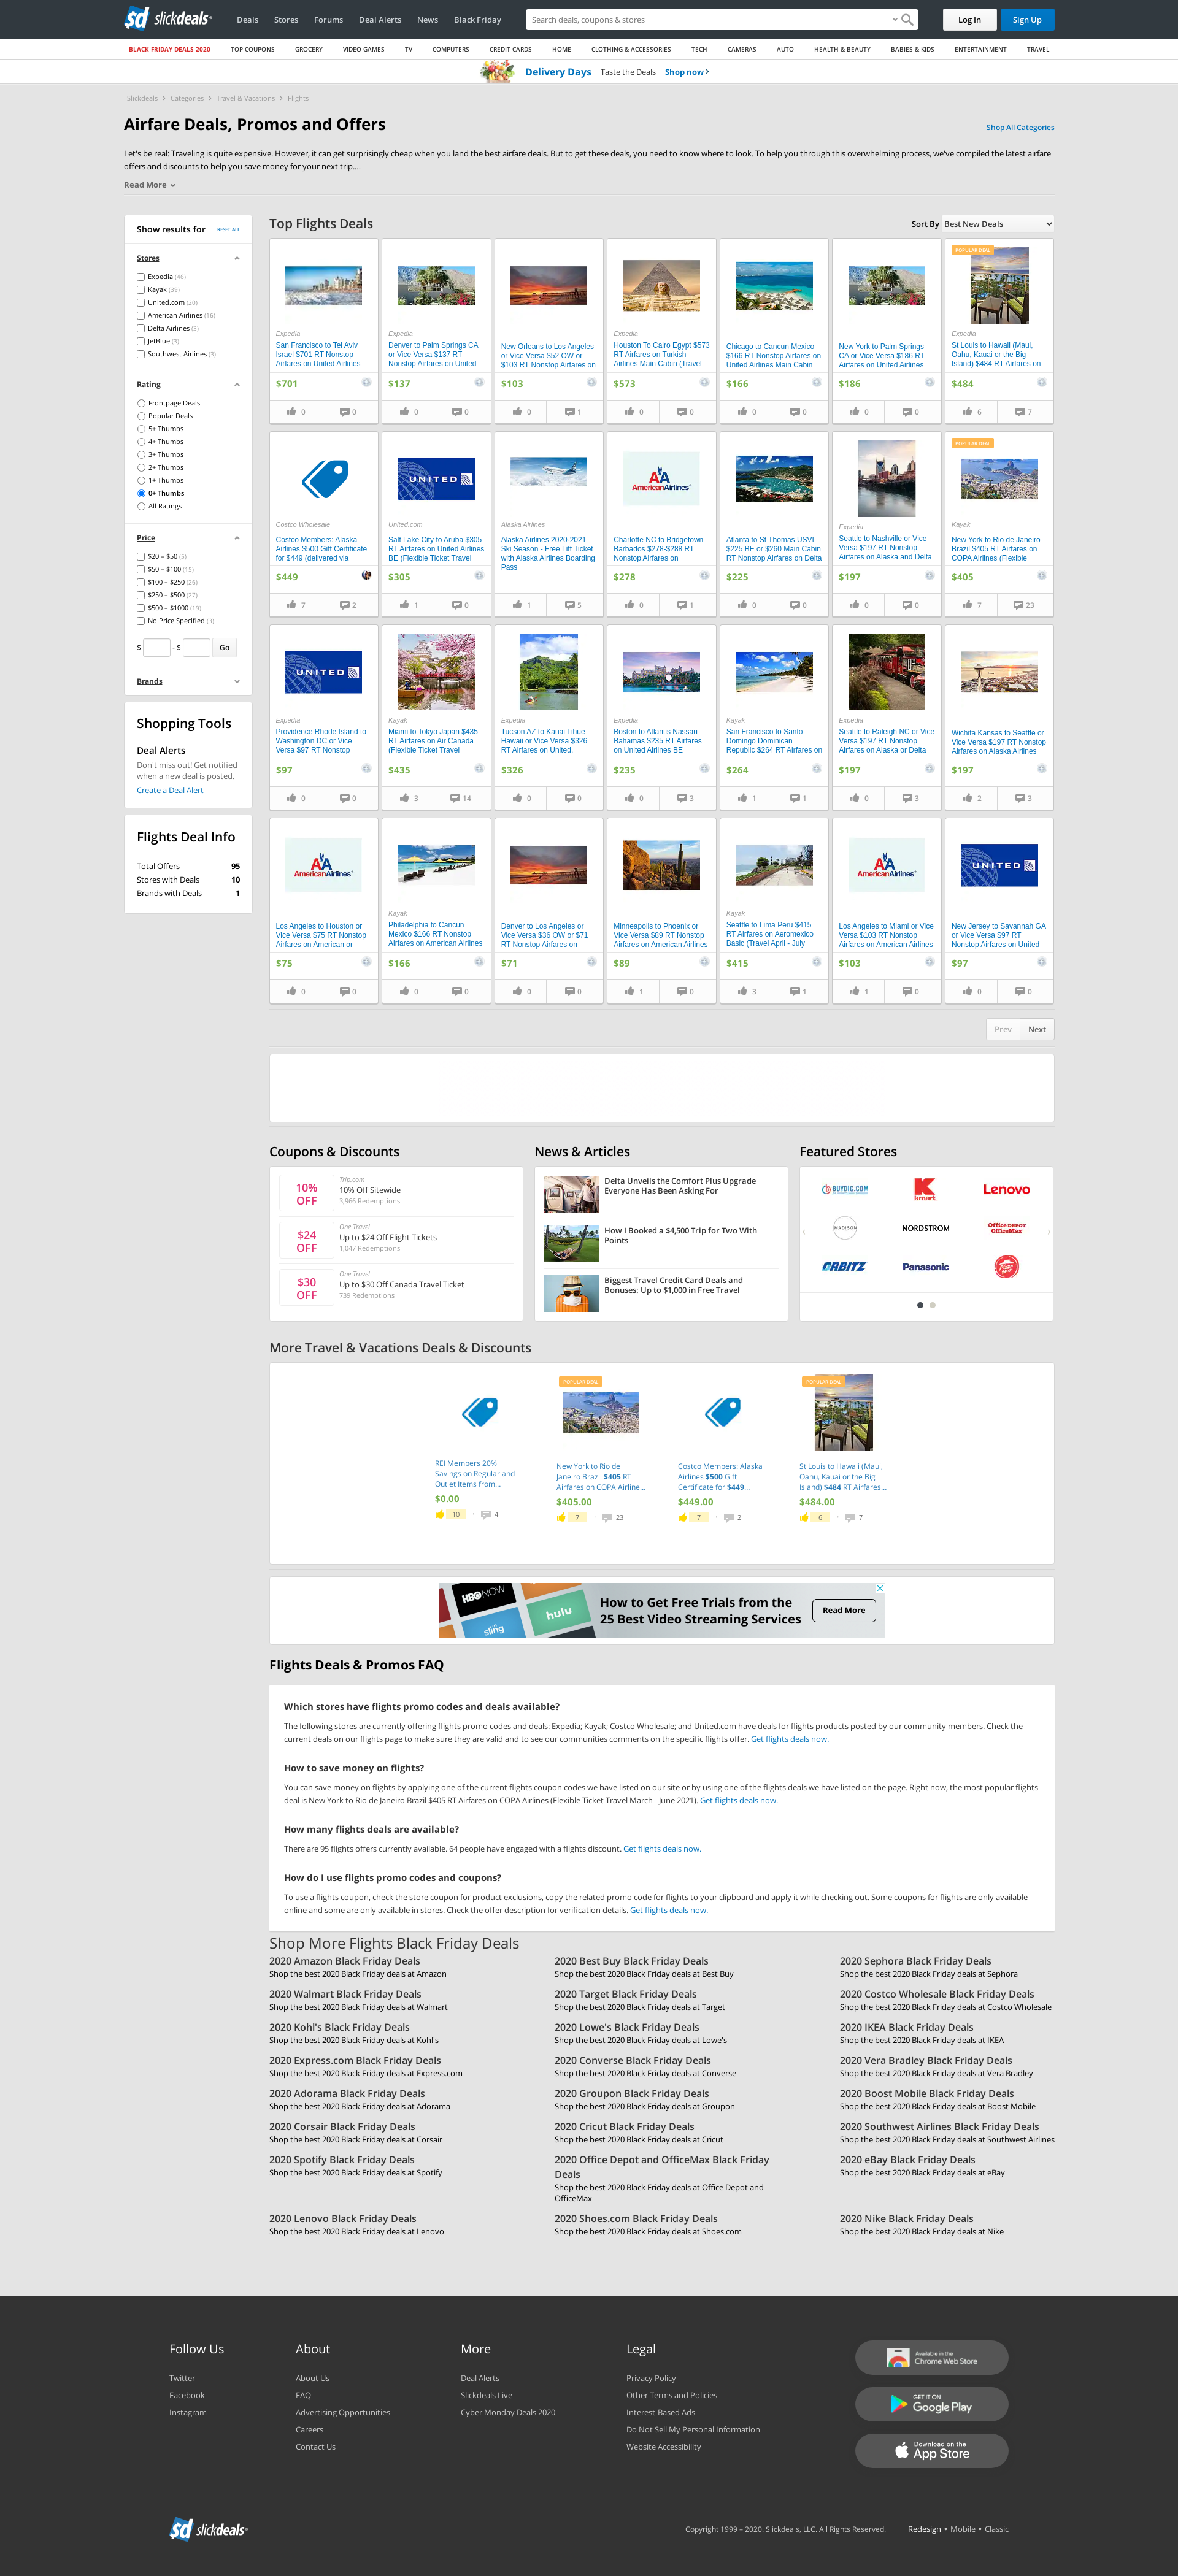 sd slickdeals
Deals Stores Forums Deal Alerts News Black Friday
Search deals, coupons & stores
Log In Sign Up
BLACK FRIDAY DEALS 2020 TOP COUPONS GROCERY VIDEO GAMES TV COMPUTERS CREDIT CARDS HOME CLOTHING & ACCESSORIES TECH CAMERAS AUTO HEALTH & BEAUTY BABIES & KIDS ENTERTAINMENT TRAVEL
Delivery Days Taste the Deals Shop now ›
Slickdeals › Categories › Travel & Vacations › Flights
Airfare Deals, Promos and Offers
Shop All Categories
Let's be real: Traveling is quite expensive. However, it can get surprisingly cheap when you land the best airfare deals. But to get these deals, you need to know where to look. To help you through this overwhelming process, we've compiled the latest airfare
offers and discounts to help you save money for your next trip....
Read More
Show results for RESET ALL
Stores
Expedia (46)
Kayak (39)
United.com (20)
American Airlines (16)
Delta Airlines (3)
JetBlue (3)
Southwest Airlines (3)
Rating
Frontpage Deals
Popular Deals
5+ Thumbs
4+ Thumbs
3+ Thumbs
2+ Thumbs
1+ Thumbs
0+ Thumbs
All Ratings
Price
$20 – $50 (5)
$50 – $100 (15)
$100 – $250 (26)
$250 – $500 (27)
$500 – $1000 (19)
No Price Specified (3)
$ - $ Go
Brands
Shopping Tools
Deal Alerts
Don't miss out! Get notified
when a new deal is posted.
Create a Deal Alert
Flights Deal Info
Total Offers 95
Stores with Deals 10
Brands with Deals 1
Top Flights Deals
Sort By Best New Deals
Expedia
San Francisco to Tel Aviv
Israel $701 RT Nonstop
Airfares on United Airlines
$701
0 0
Expedia
Denver to Palm Springs CA
or Vice Versa $137 RT
Nonstop Airfares on United
$137
0 0
New Orleans to Los Angeles
or Vice Versa $52 OW or
$103 RT Nonstop Airfares on
$103
0 1
Expedia
Houston To Cairo Egypt $573
RT Airfares on Turkish
Airlines Main Cabin (Travel
$573
0 0
Chicago to Cancun Mexico
$166 RT Nonstop Airfares on
United Airlines Main Cabin
$166
0 0
New York to Palm Springs
CA or Vice Versa $186 RT
Airfares on United Airlines
$186
0 0
POPULAR DEAL
Expedia
St Louis to Hawaii (Maui,
Oahu, Kauai or the Big
Island) $484 RT Airfares on
$484
6 7
Costco Wholesale
Costco Members: Alaska
Airlines $500 Gift Certificate
for $449 (delivered via
$449
7 2
UNITED
United.com
Salt Lake City to Aruba $305
RT Airfares on United Airlines
BE (Flexible Ticket Travel
$305
1 0
Alaska Airlines
Alaska Airlines 2020-2021
Ski Season - Free Lift Ticket
with Alaska Airlines Boarding
Pass
1 5
AA
AmericanAirlines
Charlotte NC to Bridgetown
Barbados $278-$288 RT
Nonstop Airfares on
$278
0 1
Atlanta to St Thomas USVI
$225 BE or $260 Main Cabin
RT Nonstop Airfares on Delta
$225
0 0
Expedia
Seattle to Nashville or Vice
Versa $197 RT Nonstop
Airfares on Alaska and Delta
$197
0 0
POPULAR DEAL
Kayak
New York to Rio de Janeiro
Brazil $405 RT Airfares on
COPA Airlines (Flexible
$405
7 23
UNITED
Expedia
Providence Rhode Island to
Washington DC or Vice
Versa $97 RT Nonstop
$97
0 0
Kayak
Miami to Tokyo Japan $435
RT Airfares on Air Canada
(Flexible Ticket Travel
$435
3 14
Expedia
Tucson AZ to Kauai Lihue
Hawaii or Vice Versa $326
RT Airfares on United,
$326
0 0
Expedia
Boston to Atlantis Nassau
Bahamas $235 RT Airfares
on United Airlines BE
$235
0 3
Kayak
San Francisco to Santo
Domingo Dominican
Republic $264 RT Airfares on
$264
1 1
Expedia
Seattle to Raleigh NC or Vice
Versa $197 RT Nonstop
Airfares on Alaska or Delta
$197
0 3
Wichita Kansas to Seattle or
Vice Versa $197 RT Nonstop
Airfares on Alaska Airlines
$197
2 3
AA
AmericanAirlines
Los Angeles to Houston or
Vice Versa $75 RT Nonstop
Airfares on American or
$75
0 0
Kayak
Philadelphia to Cancun
Mexico $166 RT Nonstop
Airfares on American Airlines
$166
0 0
Denver to Los Angeles or
Vice Versa $36 OW or $71
RT Nonstop Airfares on
$71
0 0
Minneapolis to Phoenix or
Vice Versa $89 RT Nonstop
Airfares on American Airlines
$89
1 0
Kayak
Seattle to Lima Peru $415
RT Airfares on Aeromexico
Basic (Travel April - July
$415
3 1
AA
AmericanAirlines
Los Angeles to Miami or Vice
Versa $103 RT Nonstop
Airfares on American Airlines
$103
1 0
UNITED
New Jersey to Savannah GA
or Vice Versa $97 RT
Nonstop Airfares on United
$97
0 0
Prev Next
Coupons & Discounts
10%
OFF
Trip.com
10% Off Sitewide
3,966 Redemptions
$24
OFF
One Travel
Up to $24 Off Flight Tickets
1,047 Redemptions
$30
OFF
One Travel
Up to $30 Off Canada Travel Ticket
739 Redemptions
News & Articles
Delta Unveils the Comfort Plus Upgrade
Everyone Has Been Asking For
How I Booked a $4,500 Trip for Two With
Points
Biggest Travel Credit Card Deals and
Bonuses: Up to $1,000 in Free Travel
Featured Stores
BUYDIG.COM kmart Lenovo
MADISON NORDSTROM Office DEPOT
OfficeMax
ORBITZ Panasonic
More Travel & Vacations Deals & Discounts
REI Members 20%
Savings on Regular and
Outlet Items from...
$0.00
10 4
POPULAR DEAL
New York to Rio de
Janeiro Brazil $405 RT
Airfares on COPA Airline...
$405.00
7 23
Costco Members: Alaska
Airlines $500 Gift
Certificate for $449...
$449.00
7 2
POPULAR DEAL
St Louis to Hawaii (Maui,
Oahu, Kauai or the Big
Island) $484 RT Airfares...
$484.00
6 7
HBO NOW
hulu
sling
How to Get Free Trials from the
25 Best Video Streaming Services
Read More
Flights Deals & Promos FAQ
Which stores have flights promo codes and deals available?
The following stores are currently offering flights promo codes and deals: Expedia; Kayak; Costco Wholesale; and United.com have deals for flights products posted by our community members. Check the
current deals on our flights page to make sure they are valid and to see our communities comments on the specific flights offer. Get flights deals now.
How to save money on flights?
You can save money on flights by applying one of the current flights coupon codes we have listed on our site or by using one of the flights deals we have listed on the page. Right now, the most popular flights
deal is New York to Rio de Janeiro Brazil $405 RT Airfares on COPA Airlines (Flexible Ticket Travel March - June 2021). Get flights deals now.
How many flights deals are available?
There are 95 flights offers currently available. 64 people have engaged with a flights discount. Get flights deals now.
How do I use flights promo codes and coupons?
To use a flights coupon, check the store coupon for product exclusions, copy the related promo code for flights to your clipboard and apply it while checking out. Some coupons for flights are only available
online and some are only available in stores. Check the offer description for verification details. Get flights deals now.
Shop More Flights Black Friday Deals
2020 Amazon Black Friday Deals
Shop the best 2020 Black Friday deals at Amazon
2020 Best Buy Black Friday Deals
Shop the best 2020 Black Friday deals at Best Buy
2020 Sephora Black Friday Deals
Shop the best 2020 Black Friday deals at Sephora
2020 Walmart Black Friday Deals
Shop the best 2020 Black Friday deals at Walmart
2020 Target Black Friday Deals
Shop the best 2020 Black Friday deals at Target
2020 Costco Wholesale Black Friday Deals
Shop the best 2020 Black Friday deals at Costco Wholesale
2020 Kohl's Black Friday Deals
Shop the best 2020 Black Friday deals at Kohl's
2020 Lowe's Black Friday Deals
Shop the best 2020 Black Friday deals at Lowe's
2020 IKEA Black Friday Deals
Shop the best 2020 Black Friday deals at IKEA
2020 Express.com Black Friday Deals
Shop the best 2020 Black Friday deals at Express.com
2020 Converse Black Friday Deals
Shop the best 2020 Black Friday deals at Converse
2020 Vera Bradley Black Friday Deals
Shop the best 2020 Black Friday deals at Vera Bradley
2020 Adorama Black Friday Deals
Shop the best 2020 Black Friday deals at Adorama
2020 Groupon Black Friday Deals
Shop the best 2020 Black Friday deals at Groupon
2020 Boost Mobile Black Friday Deals
Shop the best 2020 Black Friday deals at Boost Mobile
2020 Corsair Black Friday Deals
Shop the best 2020 Black Friday deals at Corsair
2020 Cricut Black Friday Deals
Shop the best 2020 Black Friday deals at Cricut
2020 Southwest Airlines Black Friday Deals
Shop the best 2020 Black Friday deals at Southwest Airlines
2020 Spotify Black Friday Deals
Shop the best 2020 Black Friday deals at Spotify
2020 Office Depot and OfficeMax Black Friday
Deals
Shop the best 2020 Black Friday deals at Office Depot and
OfficeMax
2020 eBay Black Friday Deals
Shop the best 2020 Black Friday deals at eBay
2020 Lenovo Black Friday Deals
Shop the best 2020 Black Friday deals at Lenovo
2020 Shoes.com Black Friday Deals
Shop the best 2020 Black Friday deals at Shoes.com
2020 Nike Black Friday Deals
Shop the best 2020 Black Friday deals at Nike
Follow Us
Twitter
Facebook
Instagram
About
About Us
FAQ
Advertising Opportunities
Careers
Contact Us
More
Deal Alerts
Slickdeals Live
Cyber Monday Deals 2020
Legal
Privacy Policy
Other Terms and Policies
Interest-Based Ads
Do Not Sell My Personal Information
Website Accessibility
Available in the
Chrome Web Store
GET IT ON
Google Play
Download on the
App Store
sd slickdeals
Copyright 1999 – 2020. Slickdeals, LLC. All Rights Reserved. Redesign • Mobile • Classic